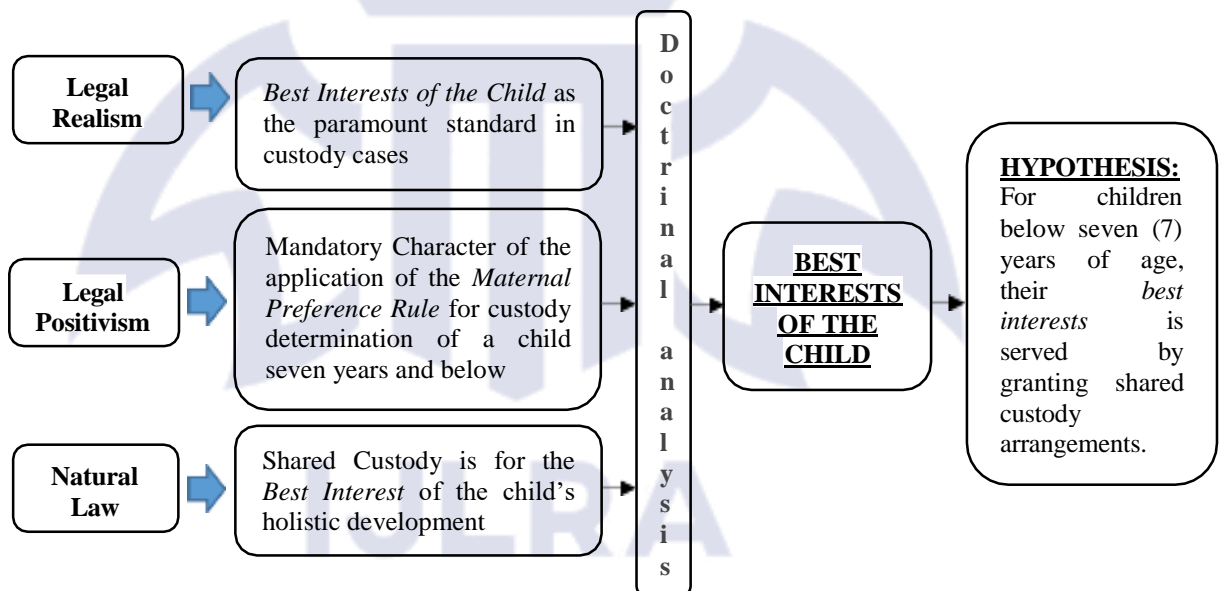 Legal
Realism
Best Interests of the Child as
the paramount standard in
custody cases
Legal
Positivism
Mandatory Character of the
application of the Maternal
Preference Rule for custody
determination of a child
seven years and below
Natural
Law
Shared Custody is for the
Best Interest of the child’s
holistic development
Doctrinal analysis
BEST
INTERESTS
OF THE
CHILD
HYPOTHESIS:
For children
below seven (7)
years of age,
their best
interests is
served by
granting shared
custody
arrangements.
IJLRA